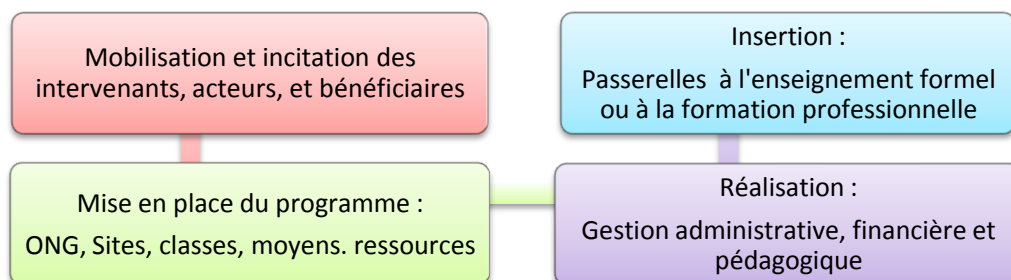 Mobilisation et incitation des
intervenants, acteurs, et bénéficiaires
Mise en place du programme :
ONG, Sites, classes, moyens. ressources
Réalisation :
Gestion administrative, financière et
pédagogique
Insertion :
Passerelles à l'enseignement formel
ou à la formation professionnelle